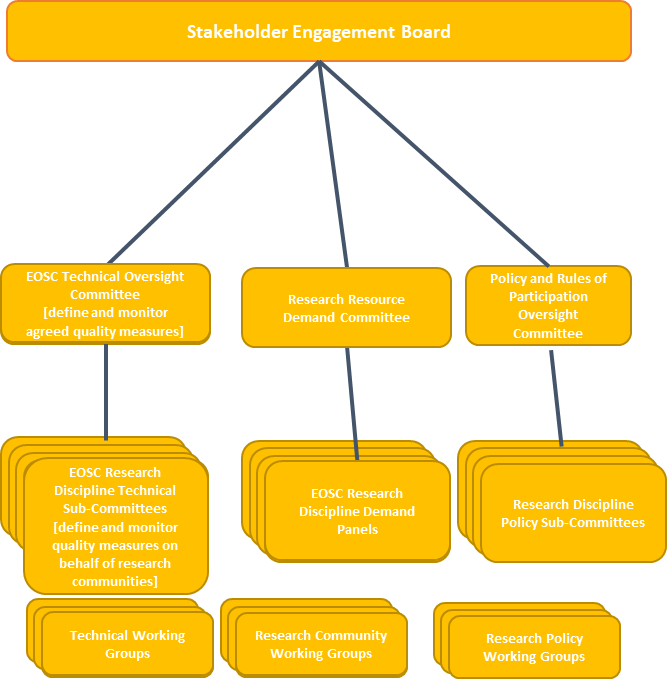 Stakeholder Engagement Board
EOSC Technical Oversight
Committee
[define and monitor
agreed quality measures]
Research Resource
Demand Committee
Policy and Rules of
Participation
Oversight
Committee
EOSC Research
Discipline Technical
Sub-Committees
[define and monitor
quality measures on
behalf of research
communities]
EOSC Research
Discipline Demand
Panels
Research Discipline
Policy Sub-Committees
Technical Working
Groups
Research Community
Working Groups
Research Policy
Working Groups